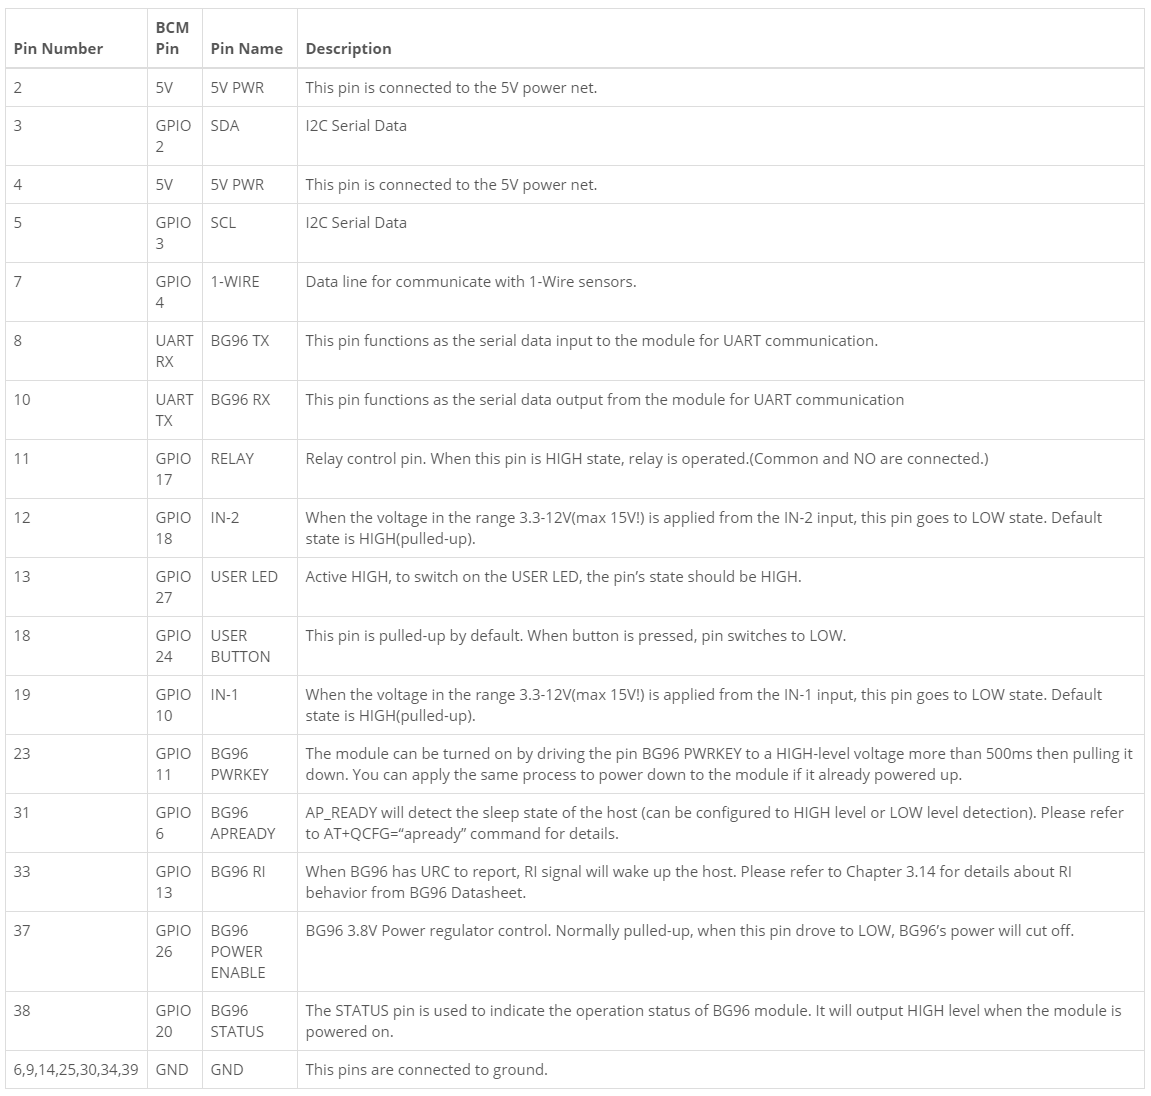 Pin Number BCM Pin Pin Name Description
2 5V 5V PWR This pin is connected to the 5V power net.
3 GPIO 2 SDA I2C Serial Data
4 5V 5V PWR This pin is connected to the 5V power net.
5 GPIO 3 SCL I2C Serial Data
7 GPIO 4 1-WIRE Data line for communicate with 1-Wire sensors.
8 UART RX BG96 TX This pin functions as the serial data input to the module for UART communication.
10 UART TX BG96 RX This pin functions as the serial data output from the module for UART communication
11 GPIO 17 RELAY Relay control pin. When this pin is HIGH state, relay is operated.(Common and NO are connected.)
12 GPIO 18 IN-2 When the voltage in the range 3.3-12V(max 15V!) is applied from the IN-2 input, this pin goes to LOW state. Default
state is HIGH(pulled-up).
13 GPIO 27 USER LED Active HIGH, to switch on the USER LED, the pin’s state should be HIGH.
18 GPIO 24 USER BUTTON This pin is pulled-up by default. When button is pressed, pin switches to LOW.
19 GPIO 10 IN-1 When the voltage in the range 3.3-12V(max 15V!) is applied from the IN-1 input, this pin goes to LOW state. Default
state is HIGH(pulled-up).
23 GPIO 11 BG96 PWRKEY The module can be turned on by driving the pin BG96 PWRKEY to a HIGH-level voltage more than 500ms then pulling it
down. You can apply the same process to power down to the module if it already powered up.
31 GPIO 6 BG96 APREADY AP_READY will detect the sleep state of the host (can be configured to HIGH level or LOW level detection). Please refer
to AT+QCFG=“apready” command for details.
33 GPIO 13 BG96 RI When BG96 has URC to report, RI signal will wake up the host. Please refer to Chapter 3.14 for details about RI
behavior from BG96 Datasheet.
37 GPIO 26 BG96 POWER ENABLE BG96 3.8V Power regulator control. Normally pulled-up, when this pin drove to LOW, BG96’s power will cut off.
38 GPIO 20 BG96 STATUS The STATUS pin is used to indicate the operation status of BG96 module. It will output HIGH level when the module is
powered on.
6,9,14,25,30,34,39 GND GND This pins are connected to ground.